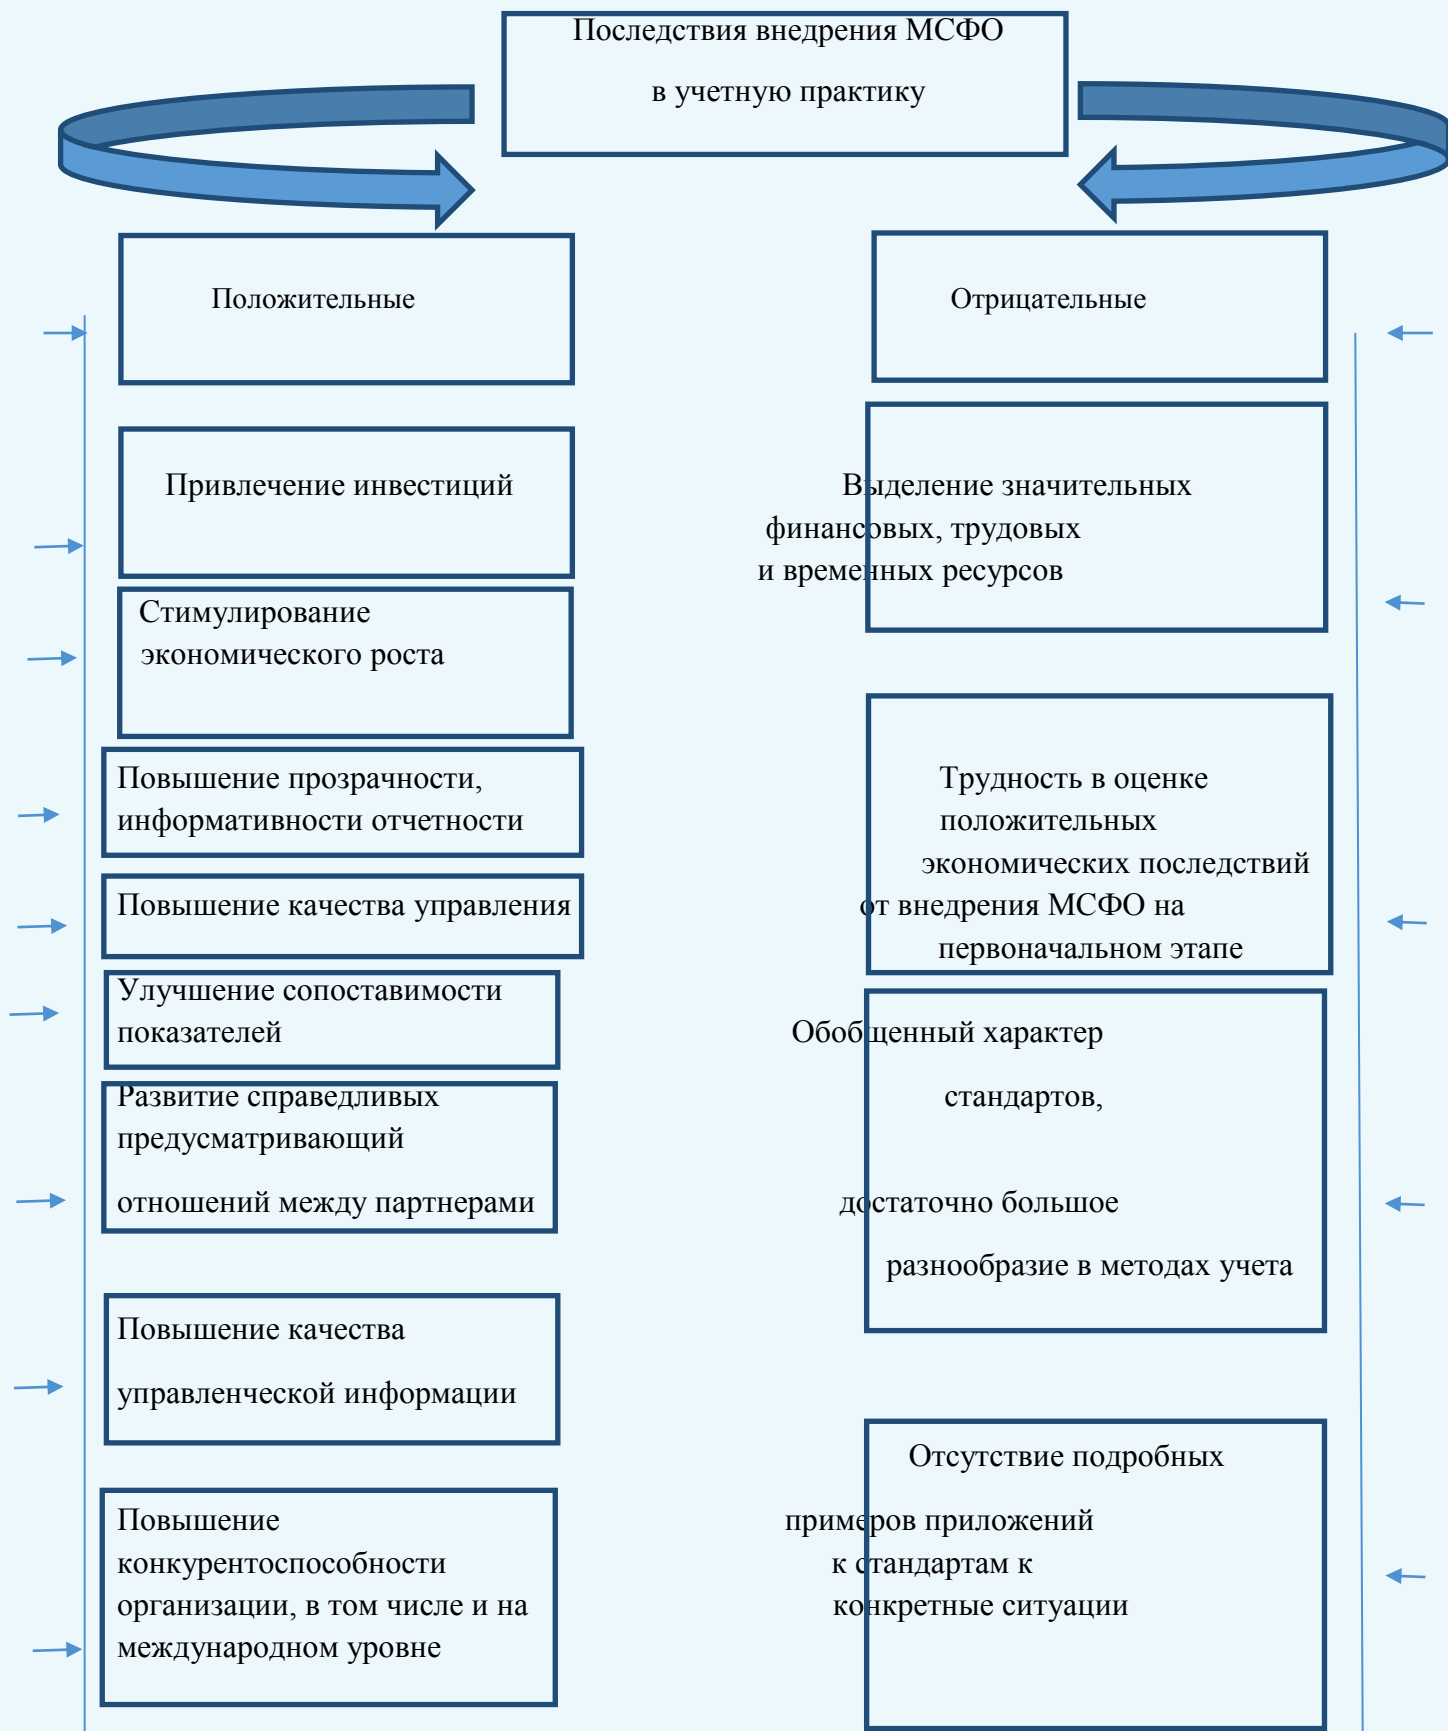 Последствия внедрения МСФО
в учетную практику
Положительные
Привлечение инвестиций
Стимулирование
экономического роста
Повышение прозрачности,
информативности отчетности
Повышение качества управления
Улучшение сопоставимости
показателей
Развитие справедливых
предусматривающий
отношений между партнерами
Повышение качества
управленческой информации
Повышение
конкурентоспособности
организации, в том числе и на
международном уровне
Отрицательные
Выделение значительных
финансовых, трудовых
и временных ресурсов
Трудность в оценке
положительных
экономических последствий
от внедрения МСФО на
первоначальном этапе
Обобщенный характер
стандартов,
достаточно большое
разнообразие в методах учета
Отсутствие подробных
примеров приложений
к стандартам к
конкретные ситуации